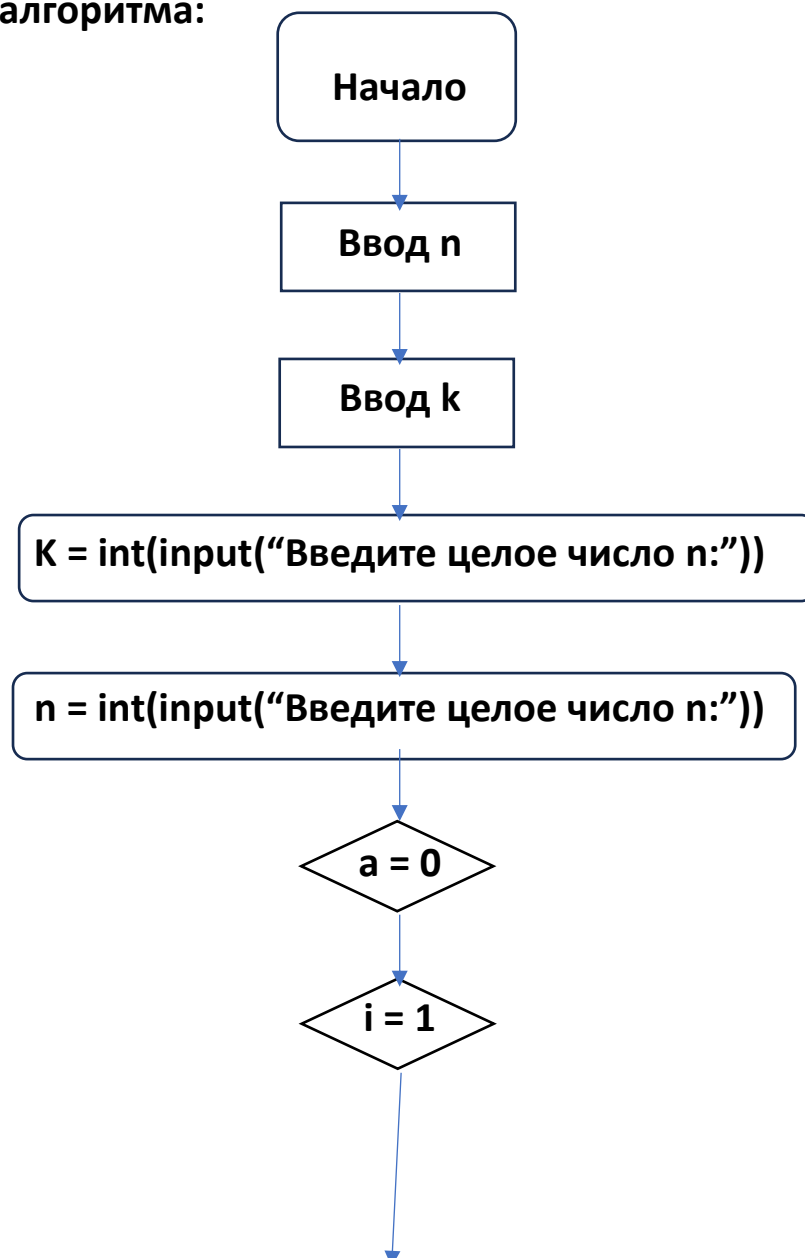 алгоритма:
Начало
Ввод n
Ввод k
K = int(input(“Введите целое число n:”))
n = int(input(“Введите целое число n:”))
a = 0
i = 1